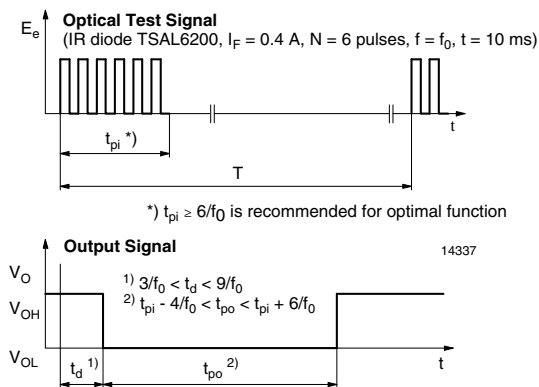 Optical Test Signal
E_e
(IR diode TSAL6200, I_F = 0.4 A, N = 6 pulses, f = f_0, t = 10 ms)
t
t_pi *)
T
*) t_pi ≥ 6/f_0 is recommended for optimal function
Output Signal
14337
V_O
V_OH
V_OL
1) 3/f_0 < t_d < 9/f_0
2) t_pi - 4/f_0 < t_po < t_pi + 6/f_0
t_d 1)
t_po 2)
t